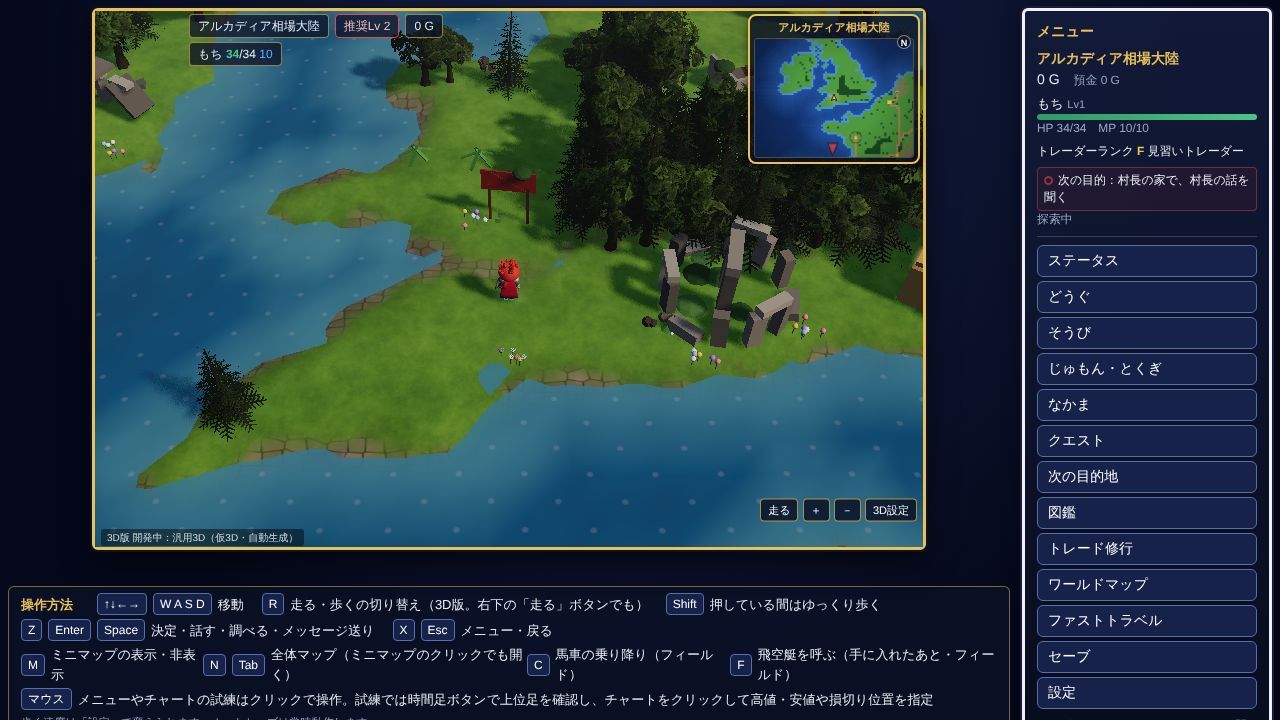 アルカディア相場大陸 推奨Lv 2 0 G
もち 34/34 10
アルカディア相場大陸
N
走る + − 3D設定
3D版 開発中：汎用3D（仮3D・自動生成）
メニュー
アルカディア相場大陸
0 G 預金 0 G
もち Lv1
HP 34/34 MP 10/10
トレーダーランク F 見習いトレーダー
次の目的：村長の家で、村長の話を
聞く
探索中
ステータス
どうぐ
そうび
じゅもん・とくぎ
なかま
クエスト
次の目的地
図鑑
トレード修行
ワールドマップ
ファストトラベル
セーブ
設定
操作方法 ↑↓←→ W A S D 移動 R 走る・歩くの切り替え（3D版。右下の「走る」ボタンでも） Shift 押している間はゆっくり歩く
Z Enter Space 決定・話す・調べる・メッセージ送り X Esc メニュー・戻る
M ミニマップの表示・非表示 N Tab 全体マップ（ミニマップのクリックでも開く） C 馬車の乗り降り（フィールド） F 飛空艇を呼ぶ（手に入れたあと・フィールド）
マウス メニューやチャートの試練はクリックで操作。試練では時間足ボタンで上位足を確認し、チャートをクリックして高値・安値や損切り位置を指定